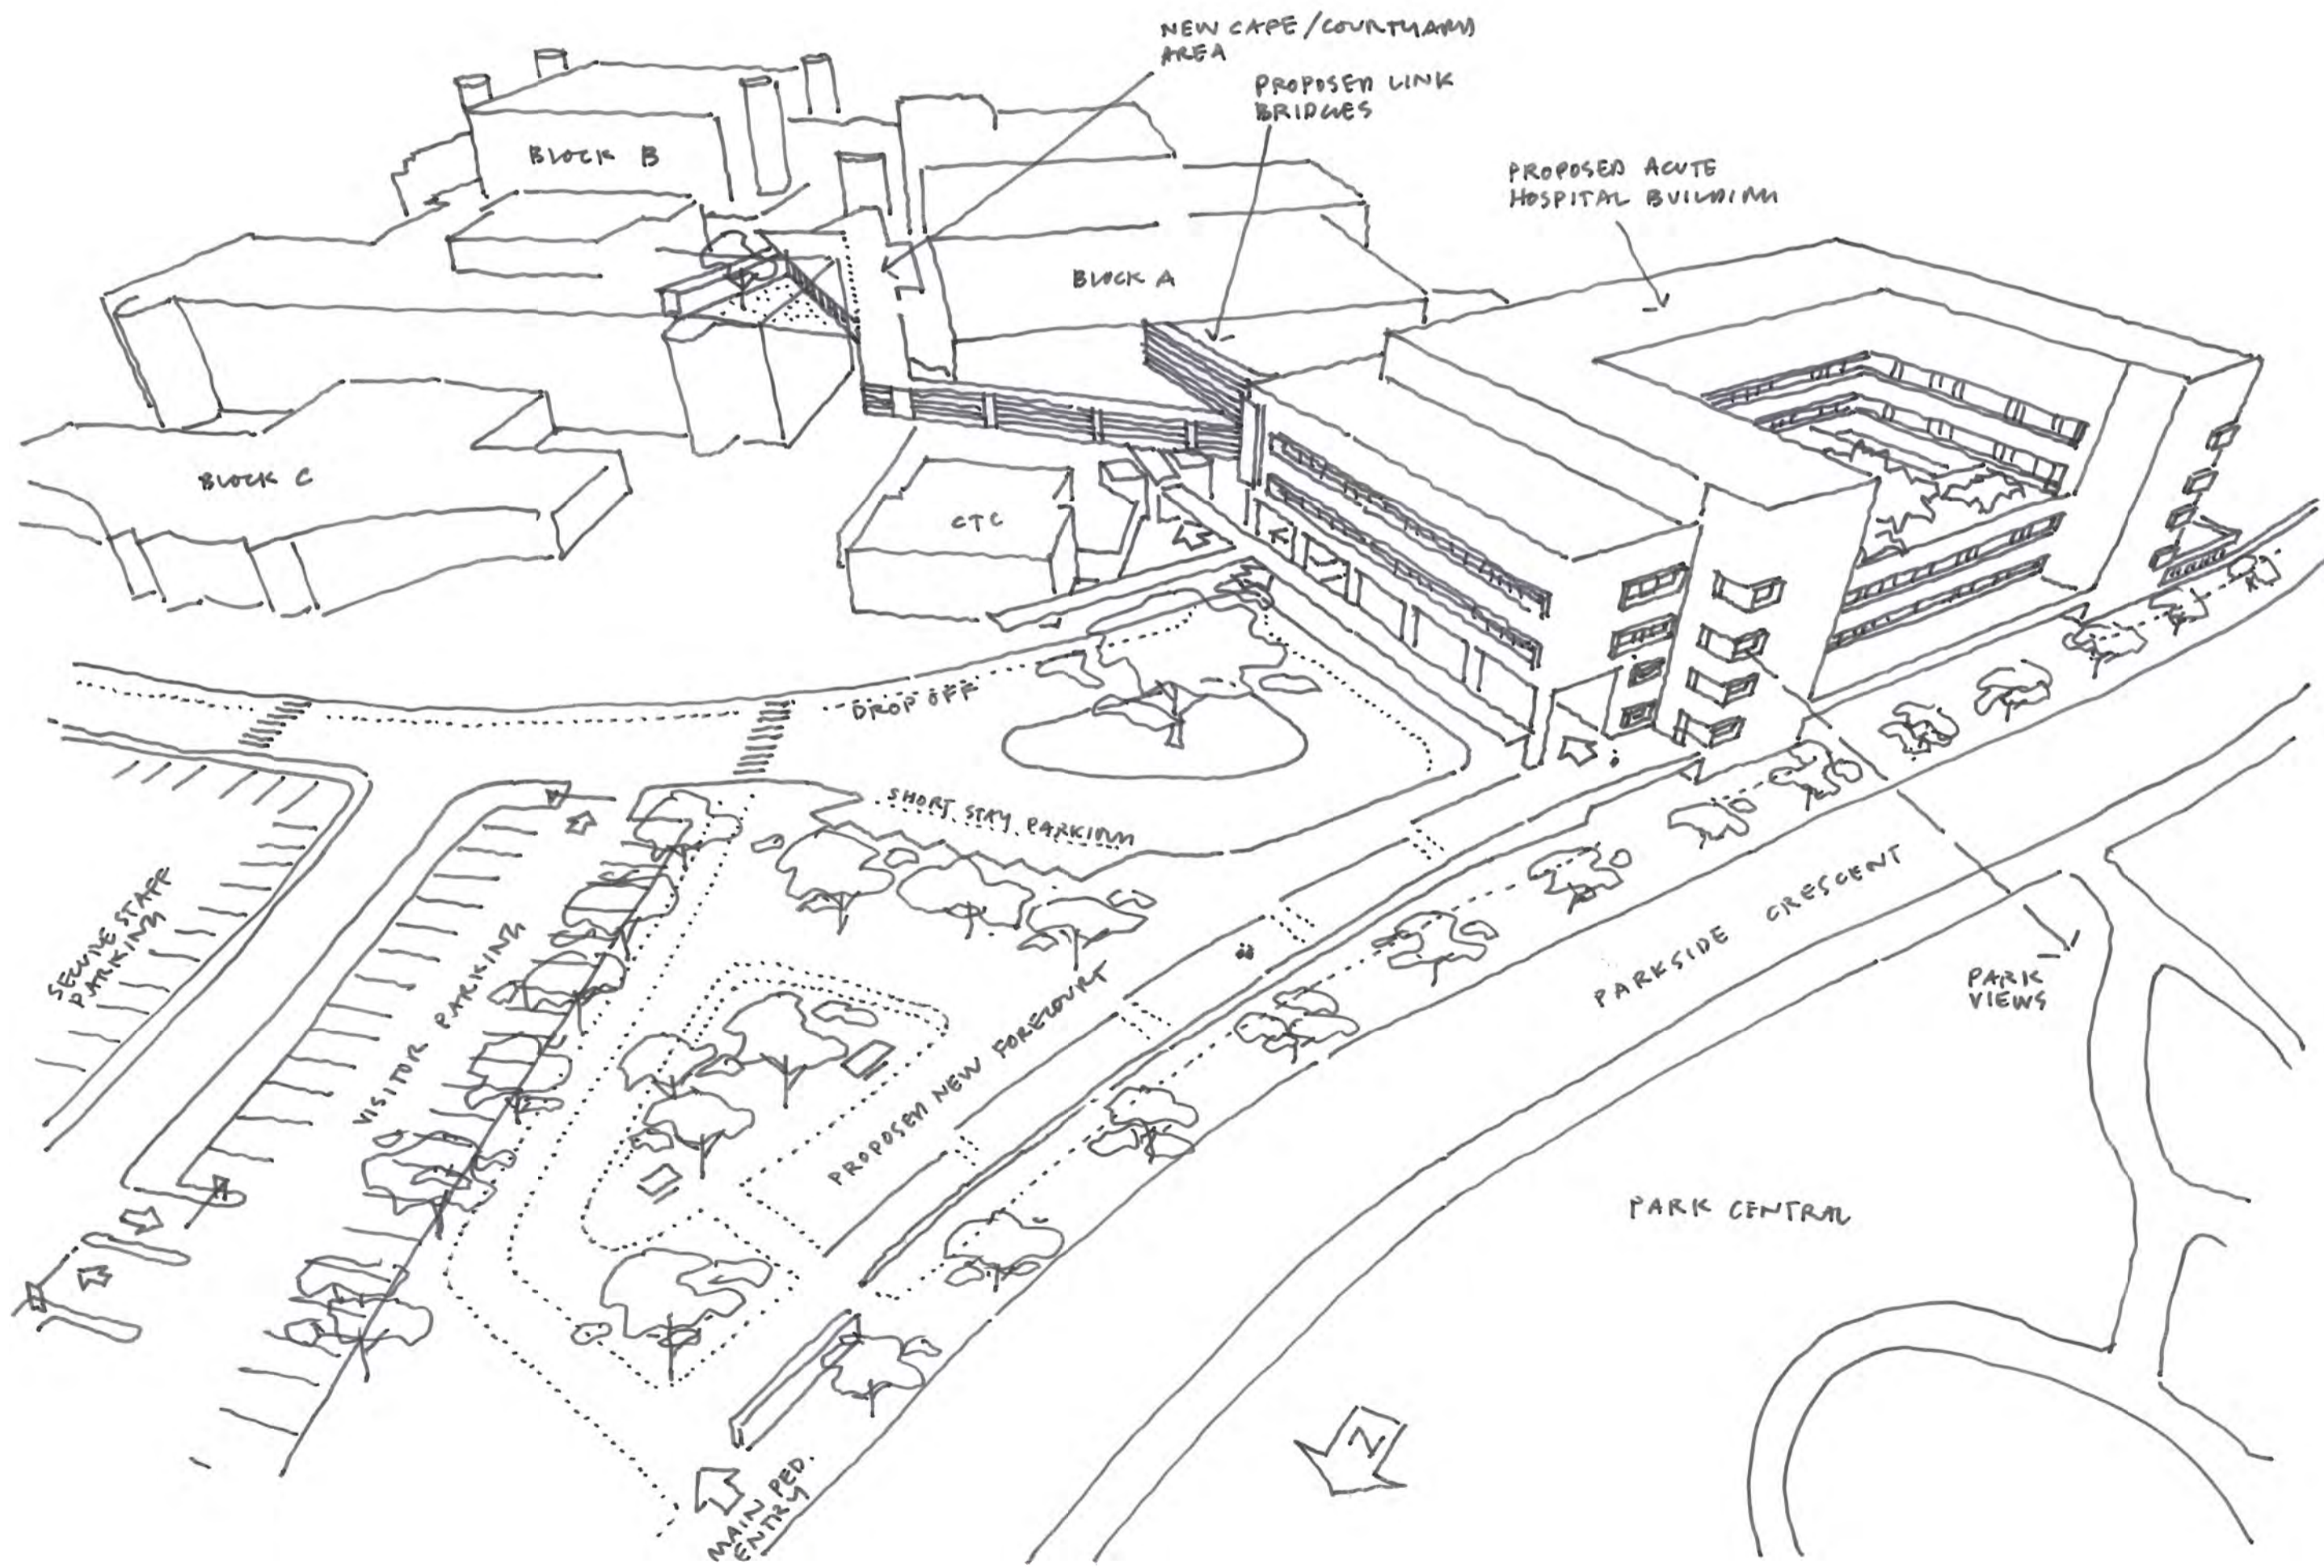 NEW CAFE/COURTYARD
AREA
PROPOSED LINK
BRIDGES
PROPOSED ACUTE
HOSPITAL BUILDING
BLOCK B
BLOCK A
BLOCK C
CTC
DROP OFF
SHORT STAY PARKING
SECURE STAFF
PARKING
VISITOR PARKING
PROPOSED NEW FORECOURT
PARKSIDE CRESCENT
PARK
VIEWS
PARK CENTRAL
N
MAIN PED.
ENTRY